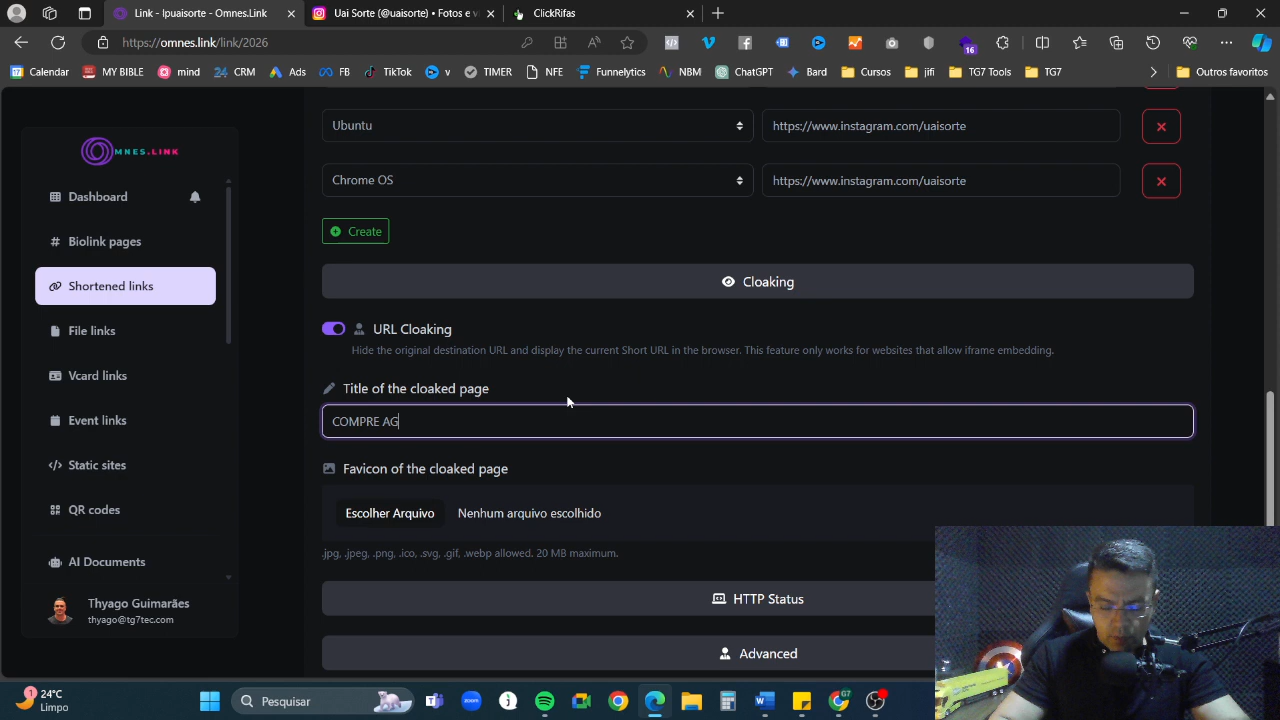 Link - lpuaisorte - Omnes.Link
Uai Sorte (@uaisorte) • Fotos e v
ClickRifas
https://omnes.link/link/2026
16
Calendar
MY BIBLE
mind
CRM
Ads
FB
TikTok
v
TIMER
NFE
Funnelytics
NBM
ChatGPT
Bard
Cursos
jifi
TG7 Tools
TG7
Outros favoritos
MNES.LINK
Dashboard
Biolink pages
Shortened links
File links
Vcard links
Event links
Static sites
QR codes
AI Documents
Thyago Guimarães
thyago@tg7tec.com
Ubuntu
https://www.instagram.com/uaisorte
Chrome OS
https://www.instagram.com/uaisorte
Create
Cloaking
URL Cloaking
Hide the original destination URL and display the current Short URL in the browser. This feature only works for websites that allow iframe embedding.
Title of the cloaked page
COMPRE AG
Favicon of the cloaked page
Escolher Arquivo Nenhum arquivo escolhido
.jpg, .jpeg, .png, .ico, .svg, .gif, .webp allowed. 20 MB maximum.
HTTP Status
Advanced
1
24°C
Limpo
Pesquisar
zoom
G7